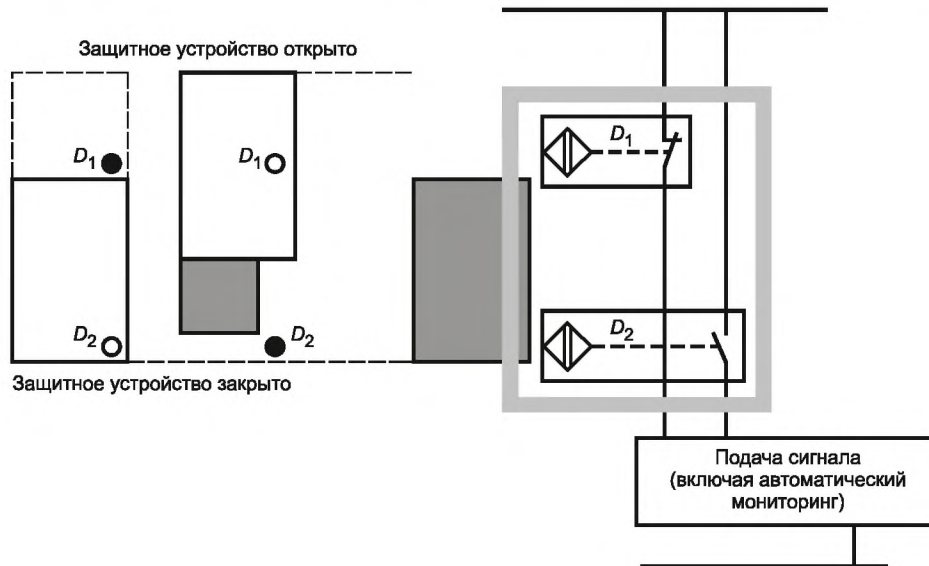 Защитное устройство открыто
D1
D1
D1
D2
D2
D2
Защитное устройство закрыто
Подача сигнала
(включая автоматический
мониторинг)